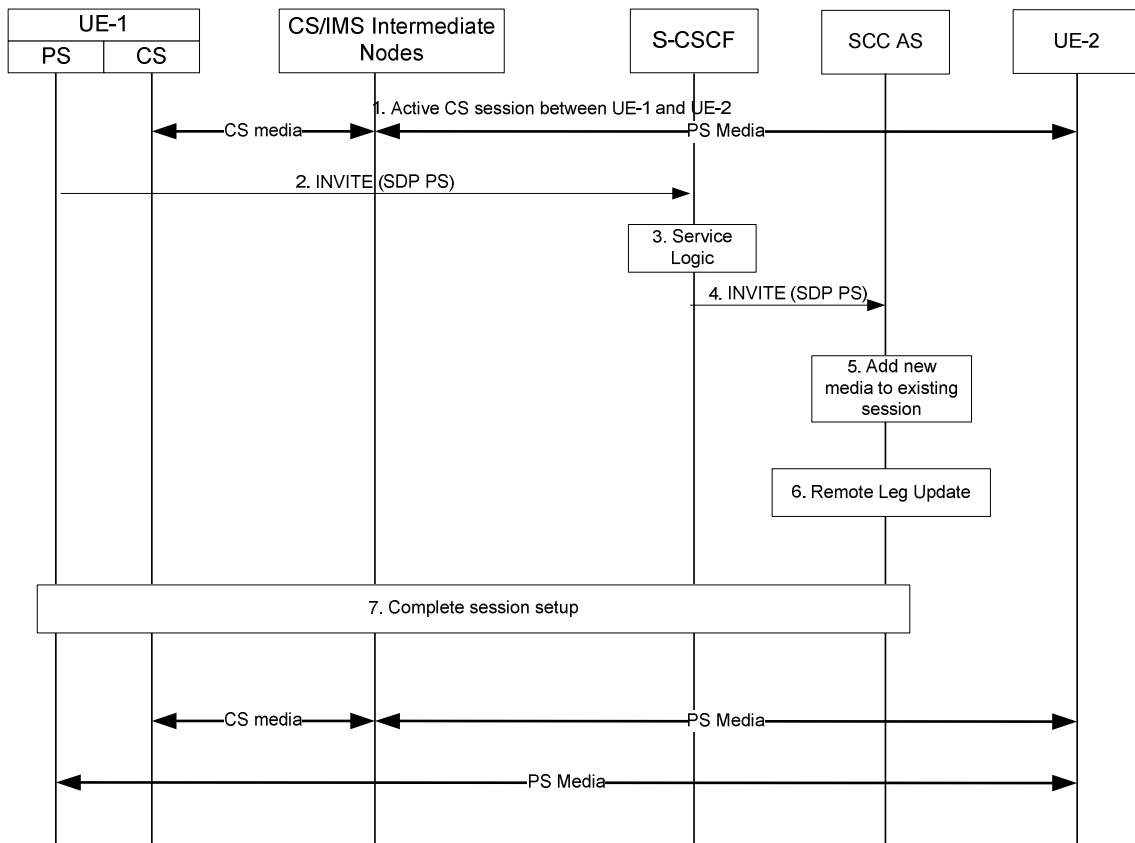 UE-1
PS
CS
CS/IMS Intermediate
Nodes
S-CSCF
SCC AS
UE-2
1. Active CS session between UE-1 and UE-2
CS media
PS Media
2. INVITE (SDP PS)
3. Service
Logic
4. INVITE (SDP PS)
5. Add new
media to existing
session
6. Remote Leg Update
7. Complete session setup
CS media
PS Media
PS Media